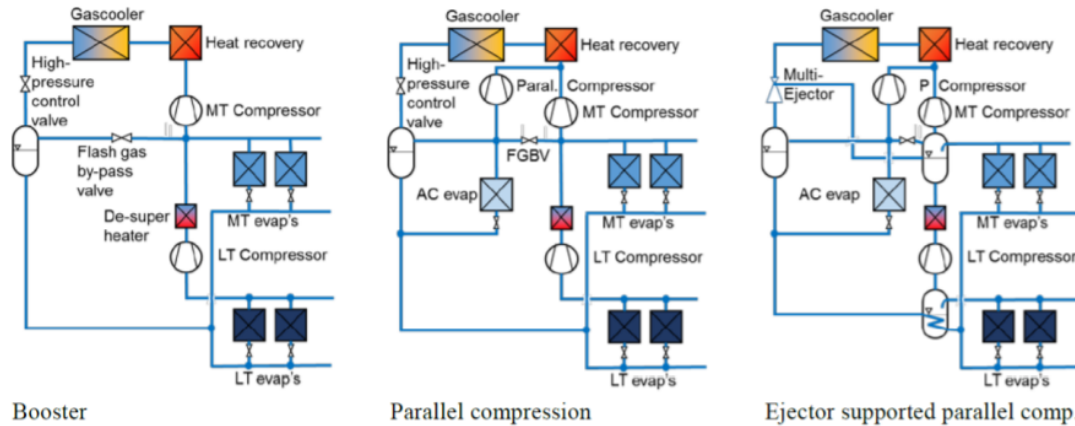 Gascooler
Heat recovery
High-
pressure
control
valve
MT Compressor
Flash gas
by-pass
valve
De-super
heater
MT evap's
LT Compressor
LT evap's
Booster
Gascooler
Heat recovery
High-
pressure
control
valve
Paral. Compressor
MT Compressor
FGBV
AC evap
MT evap's
LT Compressor
LT evap's
Parallel compression
Gascooler
Heat recovery
Multi-
Ejector
P Compressor
MT Compressor
AC evap
MT evap's
LT Compressor
LT evap's
Ejector supported parallel comp